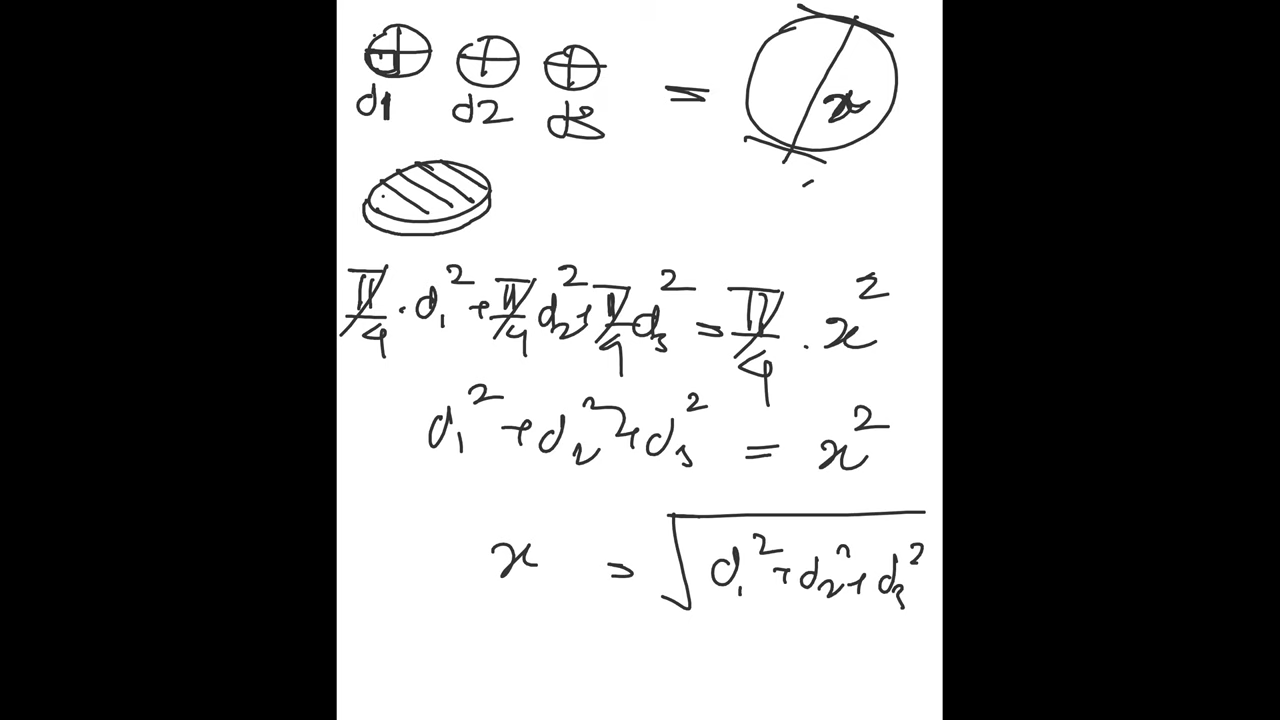 d1 d2 d3 = x
π/4 · d₁² + π/4 d₂² + π/4 d₃² = π/4 · x²
d₁² + d₂² + d₃² = x²
x = √(d₁² + d₂² + d₃²)